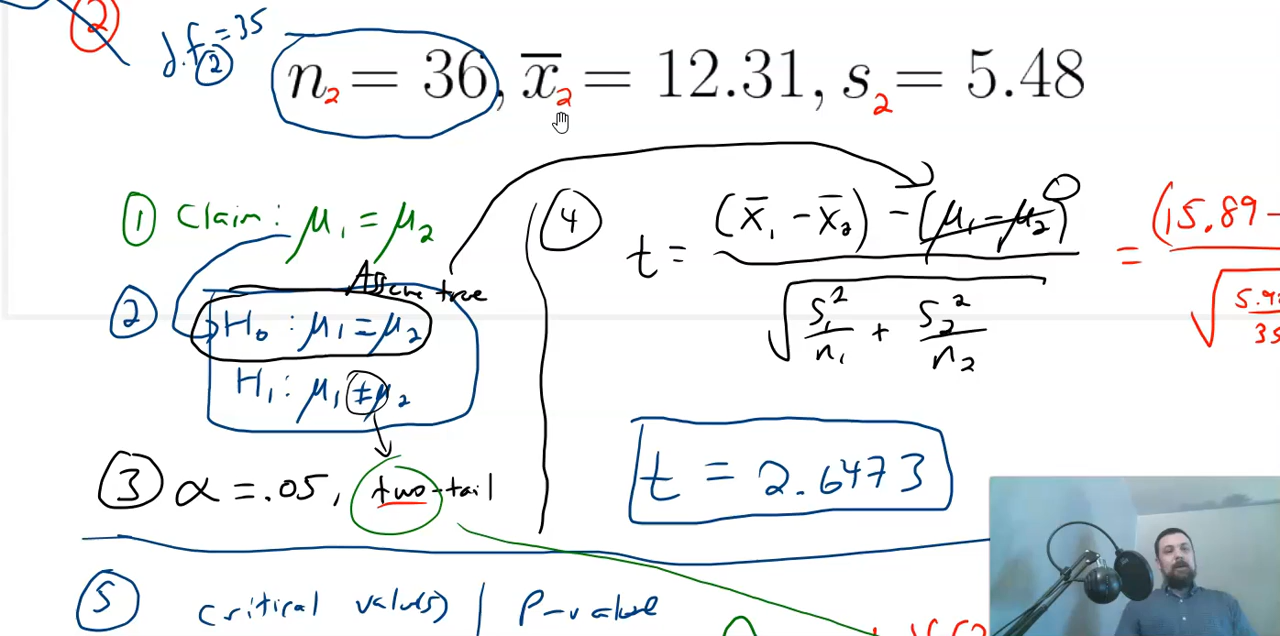 ②
d.f.② = 35
n₂ = 36, x̄₂ = 12.31, s₂ = 5.48
① Claim: μ₁ = μ₂
Assume true
② H₀ : μ₁ = μ₂
H₁ : μ₁ ≠ μ₂
③ α = .05, two-tail
④ t = ((x̄₁ - x̄₂) - (μ₁ - μ₂)⁰) / √(s₁²/n₁ + s₂²/n₂) = (15.89 -
t = 2.6473
⑤ critical value(s) | P-value